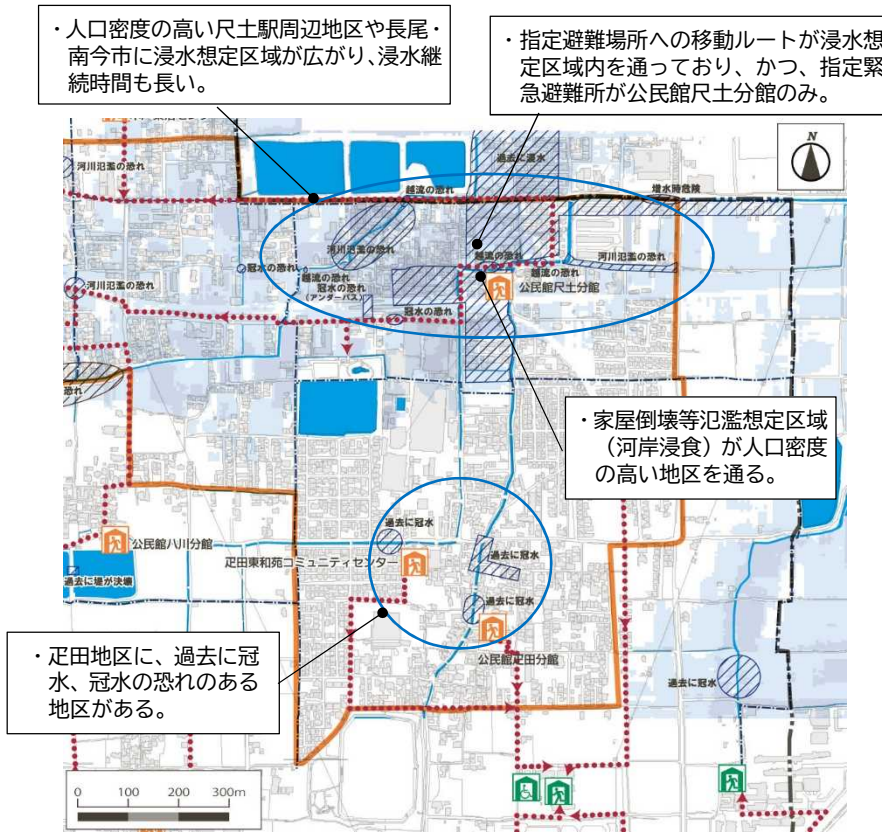 ・人口密度の高い尺土駅周辺地区や長尾・
南今市に浸水想定区域が広がり、浸水継
続時間も長い。
・指定避難場所への移動ルートが浸水想
定区域内を通っており、かつ、指定緊
急避難所が公民館尺土分館のみ。
N
河川氾濫の恐れ
越流の恐れ
過去に浸水
増水時危険
河川氾濫の恐れ
冠水の恐れ
越流の恐れ
冠水の恐れ
(アンダーパス)
越流の恐れ
越流の恐れ
河川氾濫の恐れ
公民館尺土分館
河川氾濫の恐れ
冠水の恐れ
恐れ
・家屋倒壊等氾濫想定区域
（河岸浸食）が人口密度
の高い地区を通る。
過去に冠水
公民館八川分館
疋田東和苑コミュニティセンター
過去に冠水
過去に堤が決壊
過去に冠水
公民館疋田分館
過去に冠水
・疋田地区に、過去に冠
水、冠水の恐れのある
地区がある。
0 100 200 300m